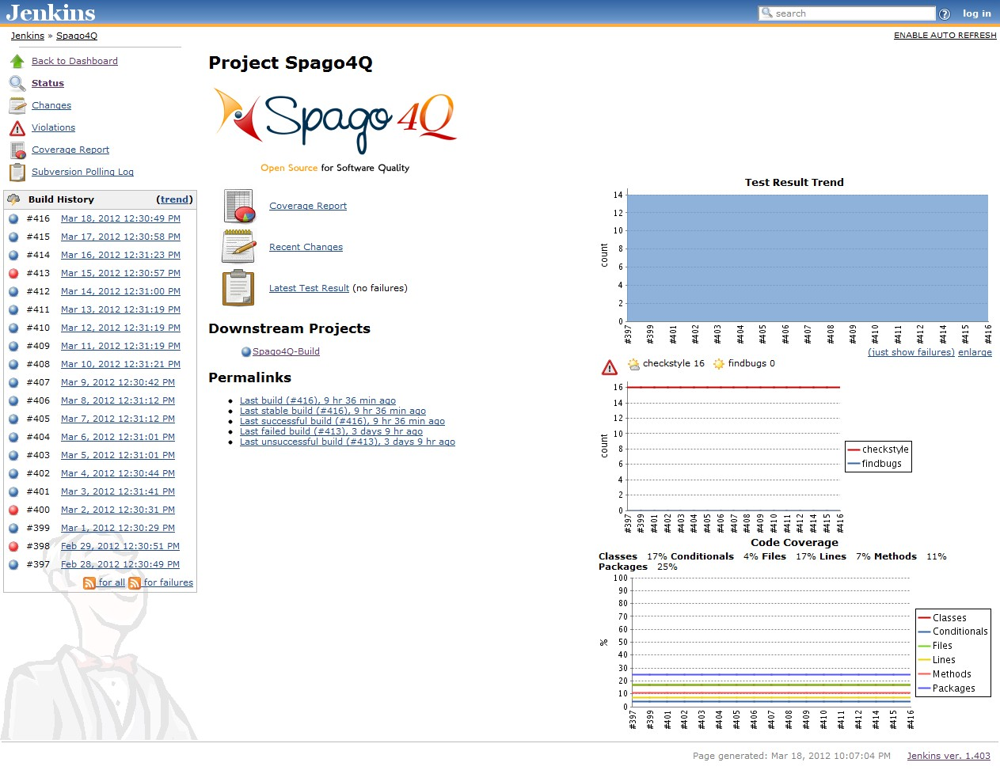 Jenkins
search
log in
Jenkins » Spago4Q
ENABLE AUTO REFRESH
Back to Dashboard
Status
Changes
Violations
Coverage Report
Subversion Polling Log
Build History (trend)
#416 Mar 18, 2012 12:30:49 PM
#415 Mar 17, 2012 12:30:58 PM
#414 Mar 16, 2012 12:31:23 PM
#413 Mar 15, 2012 12:30:57 PM
#412 Mar 14, 2012 12:31:00 PM
#411 Mar 13, 2012 12:31:19 PM
#410 Mar 12, 2012 12:31:19 PM
#409 Mar 11, 2012 12:31:19 PM
#408 Mar 10, 2012 12:31:21 PM
#407 Mar 9, 2012 12:30:42 PM
#406 Mar 8, 2012 12:31:12 PM
#405 Mar 7, 2012 12:31:12 PM
#404 Mar 6, 2012 12:31:01 PM
#403 Mar 5, 2012 12:31:01 PM
#402 Mar 4, 2012 12:30:44 PM
#401 Mar 3, 2012 12:31:41 PM
#400 Mar 2, 2012 12:30:31 PM
#399 Mar 1, 2012 12:30:29 PM
#398 Feb 29, 2012 12:30:51 PM
#397 Feb 28, 2012 12:30:49 PM
for all for failures
Project Spago4Q
Spago 4Q
Open Source for Software Quality
Coverage Report
Recent Changes
Latest Test Result (no failures)
Downstream Projects
Spago4Q-Build
Permalinks
Last build (#416), 9 hr 36 min ago
Last stable build (#416), 9 hr 36 min ago
Last successful build (#416), 9 hr 36 min ago
Last failed build (#413), 3 days 9 hr ago
Last unsuccessful build (#413), 3 days 9 hr ago
Test Result Trend
14
12
10
8
6
4
2
0
count
#397 #399 #401 #402 #403 #404 #405 #406 #407 #408 #409 #410 #411 #412 #414 #415 #416
(just show failures) enlarge
checkstyle 16 findbugs 0
16
14
12
10
8
6
4
2
0
count
#397 #399 #401 #402 #403 #404 #405 #406 #407 #408 #409 #410 #411 #412 #414 #415 #416
checkstyle
findbugs
Code Coverage
Classes 17% Conditionals 4% Files 17% Lines 7% Methods 11%
Packages 25%
100
90
80
70
60
50
40
30
20
10
0
%
#397 #399 #401 #402 #403 #404 #405 #406 #407 #408 #409 #410 #411 #412 #414 #415 #416
Classes
Conditionals
Files
Lines
Methods
Packages
Page generated: Mar 18, 2012 10:07:04 PM Jenkins ver. 1.403